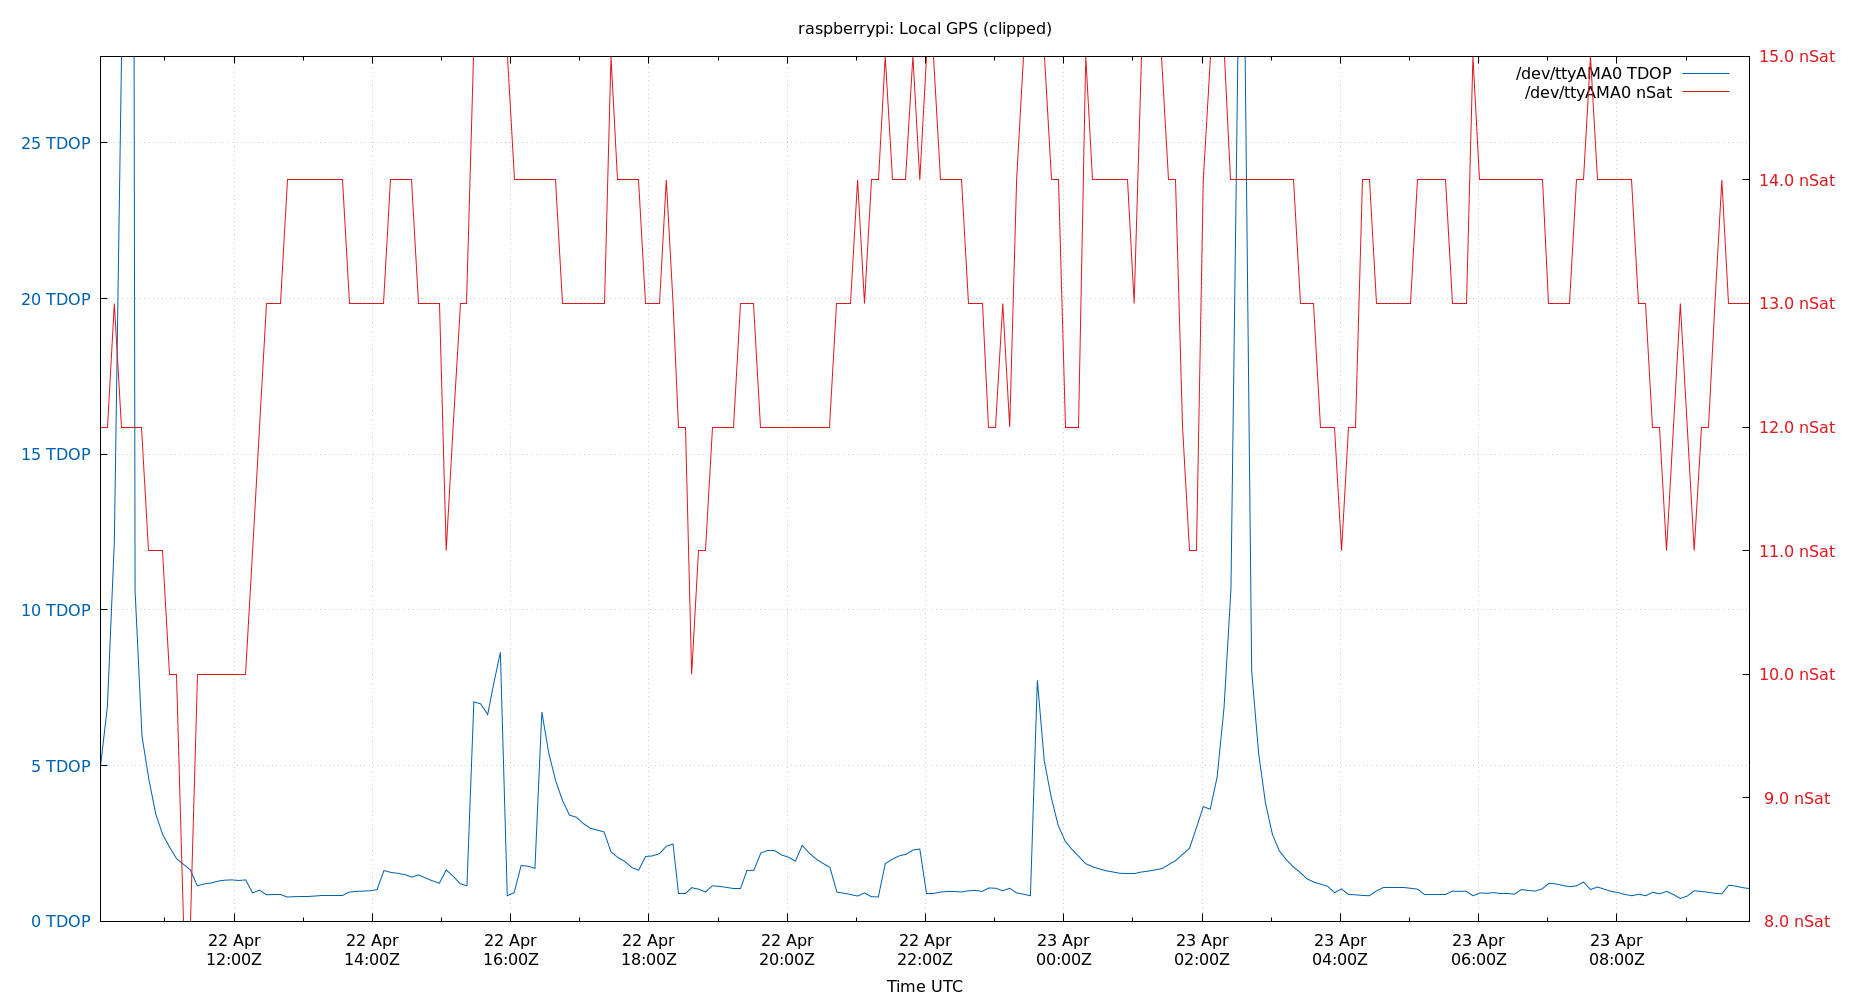 raspberrypi: Local GPS (clipped)
15.0 nSat
/dev/ttyAMA0 TDOP
/dev/ttyAMA0 nSat
25 TDOP
14.0 nSat
20 TDOP
13.0 nSat
12.0 nSat
15 TDOP
11.0 nSat
10 TDOP
10.0 nSat
5 TDOP
9.0 nSat
0 TDOP
8.0 nSat
22 Apr 22 Apr 22 Apr 22 Apr 22 Apr 22 Apr 23 Apr 23 Apr 23 Apr 23 Apr 23 Apr
12:00Z 14:00Z 16:00Z 18:00Z 20:00Z 22:00Z 00:00Z 02:00Z 04:00Z 06:00Z 08:00Z
Time UTC